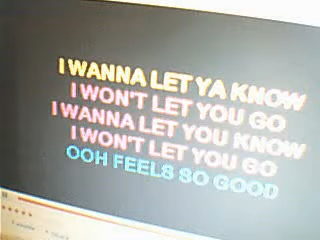 I WANNA LET YA KNOW
I WON'T LET YOU GO
I WANNA LET YOU KNOW
I WON'T LET YOU GO
OOH FEELS SO GOOD